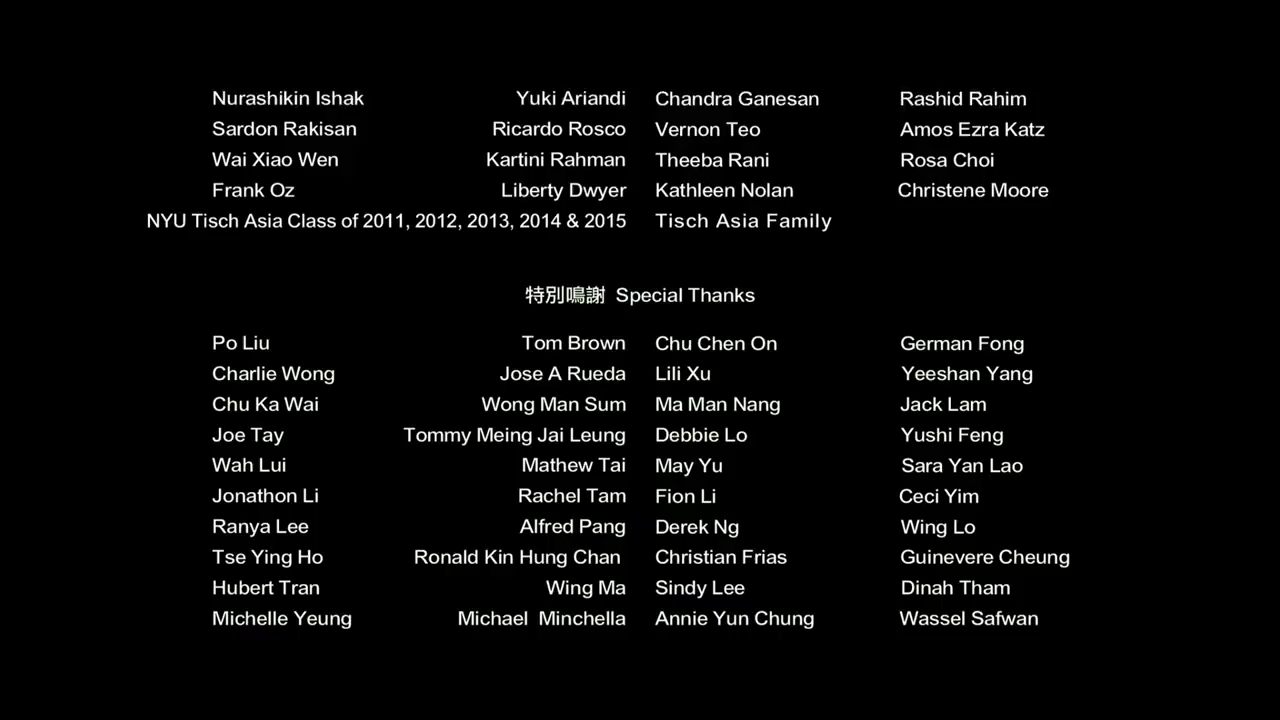 Nurashikin Ishak Yuki Ariandi Chandra Ganesan Rashid Rahim
Sardon Rakisan Ricardo Rosco Vernon Teo Amos Ezra Katz
Wai Xiao Wen Kartini Rahman Theeba Rani Rosa Choi
Frank Oz Liberty Dwyer Kathleen Nolan Christene Moore
NYU Tisch Asia Class of 2011, 2012, 2013, 2014 & 2015 Tisch Asia Family
特別鳴謝 Special Thanks
Po Liu Tom Brown Chu Chen On German Fong
Charlie Wong Jose A Rueda Lili Xu Yeeshan Yang
Chu Ka Wai Wong Man Sum Ma Man Nang Jack Lam
Joe Tay Tommy Meing Jai Leung Debbie Lo Yushi Feng
Wah Lui Mathew Tai May Yu Sara Yan Lao
Jonathon Li Rachel Tam Fion Li Ceci Yim
Ranya Lee Alfred Pang Derek Ng Wing Lo
Tse Ying Ho Ronald Kin Hung Chan Christian Frias Guinevere Cheung
Hubert Tran Wing Ma Sindy Lee Dinah Tham
Michelle Yeung Michael Minchella Annie Yun Chung Wassel Safwan